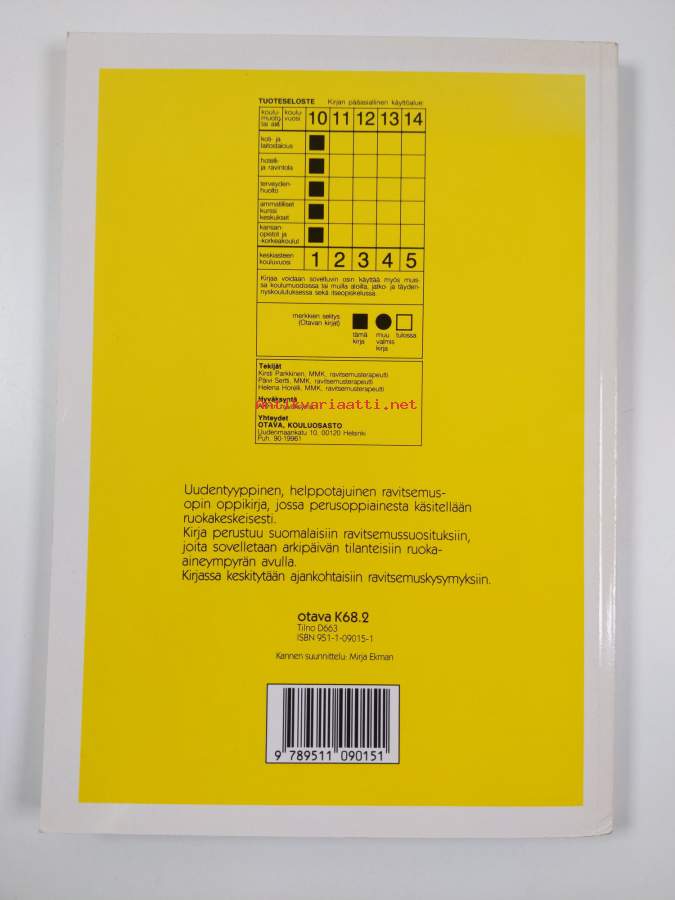 TUOTESELOSTE Kirjan pääasiallinen käyttöalue:
koulu-
muoto
tai ala
koulu-
vuosi
10 11 12 13 14
koti- ja
laitostalous
hotelli-
ja ravintola
terveyden-
huolto
ammatilliset
kurssi
keskukset
kansan-
opistot ja
-korkeakoulut
keskiasteen
kouluvuosi
1 2 3 4 5
Kirjaa voidaan soveltuvin osin käyttää myös muis-
sa koulumuodoissa tai muilla aloilla, jatko- ja täyden-
nyskoulutuksessa sekä itseopiskelussa.
merkkien selitys
(Otavan kirjat)
tämä
kirja
muu
valmis
kirja
tulossa
Tekijät
Kirsti Parkkinen, MMK, ravitsemusterapeutti
Päivi Sertti, MMK, ravitsemusterapeutti
Helena Hörelli, MMK, ravitsemusterapeutti
Hyväksyntä
antikvariaatti.net
Yhteydet
OTAVA, KOULUOSASTO
Uudenmaankatu 10, 00120 Helsinki
Puh. 90-19961
Uudentyyppinen, helppotajuinen ravitsemus-
opin oppikirja, jossa perusoppiainesta käsitellään
ruokakeskeisesti.
Kirja perustuu suomalaisiin ravitsemussuosituksiin,
joita sovelletaan arkipäivän tilanteisiin ruoka-
aineympyrän avulla.
Kirjassa keskitytään ajankohtaisiin ravitsemuskysymyksiin.
otava K68.2
Tilno D663
ISBN 951-1-09015-1
Kannen suunnittelu: Mirja Ekman
9 789511 090151